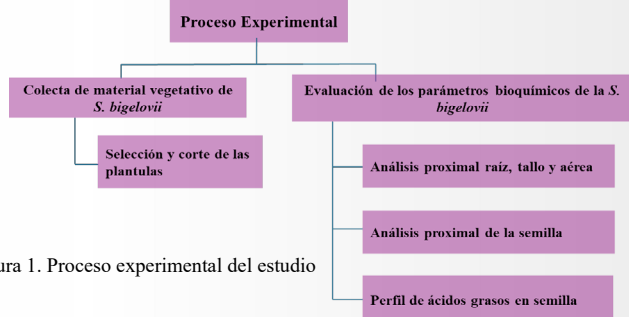 Proceso Experimental
Colecta de material vegetativo de
S. bigelovii
Selección y corte de las
plantulas
Evaluación de los parámetros bioquímicos de la S.
bigelovii
Análisis proximal raíz, tallo y aérea
Análisis proximal de la semilla
Perfil de ácidos grasos en semilla
ura 1. Proceso experimental del estudio